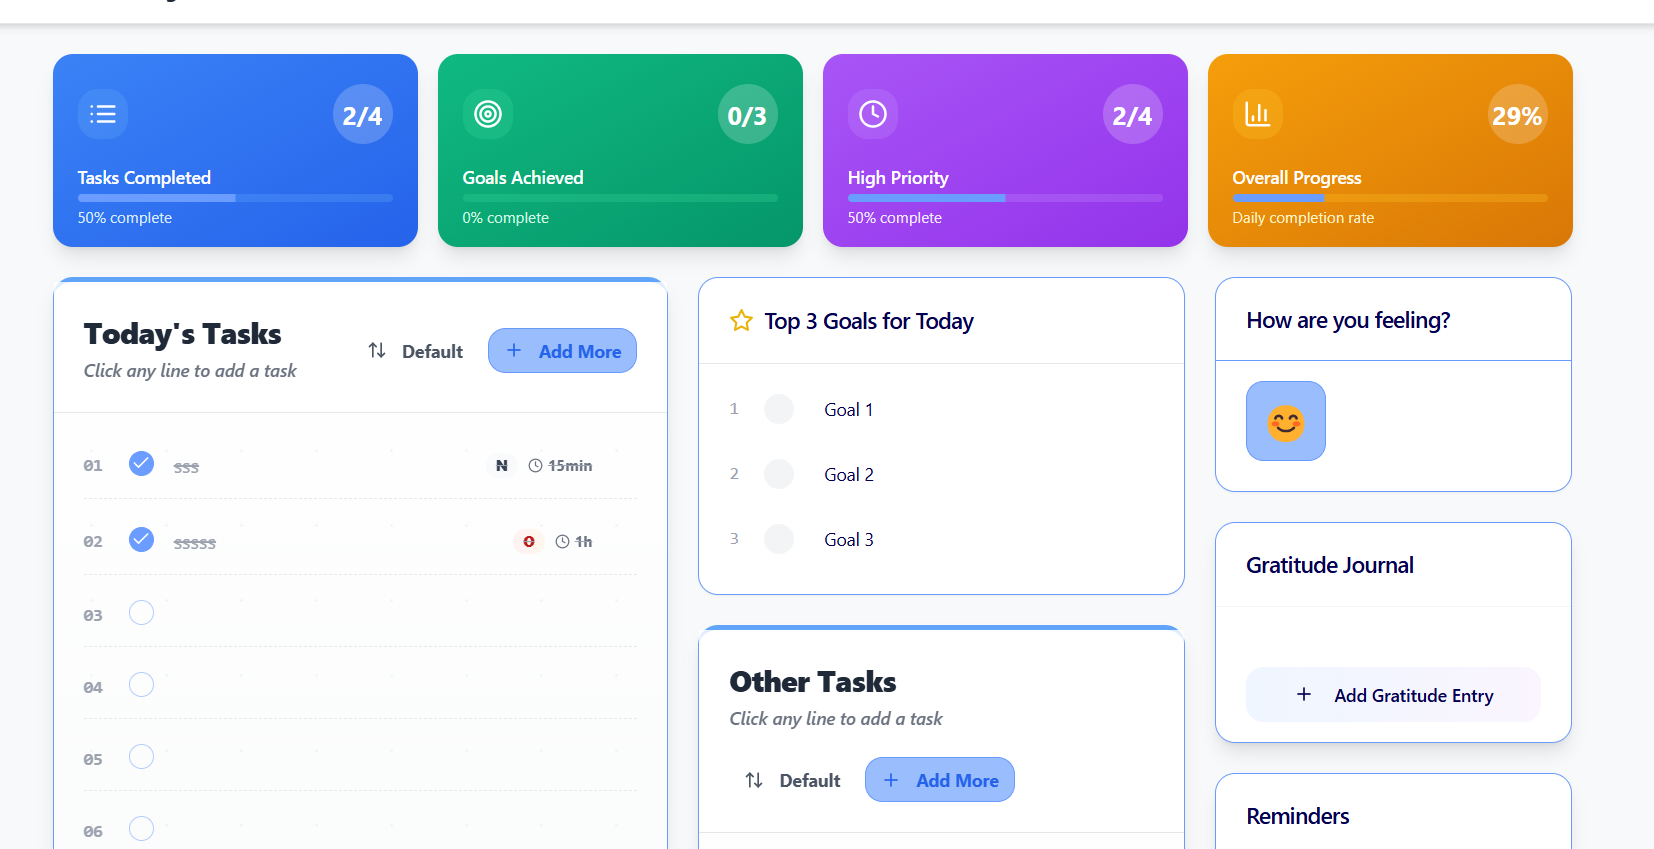 2/4
Tasks Completed
50% complete
0/3
Goals Achieved
0% complete
2/4
High Priority
50% complete
29%
Overall Progress
Daily completion rate
Today's Tasks
Click any line to add a task
Default
+ Add More
01 sss N 15min
02 sssss 0 1h
03
04
05
06
Top 3 Goals for Today
1 Goal 1
2 Goal 2
3 Goal 3
Other Tasks
Click any line to add a task
Default
+ Add More
How are you feeling?
Gratitude Journal
+ Add Gratitude Entry
Reminders